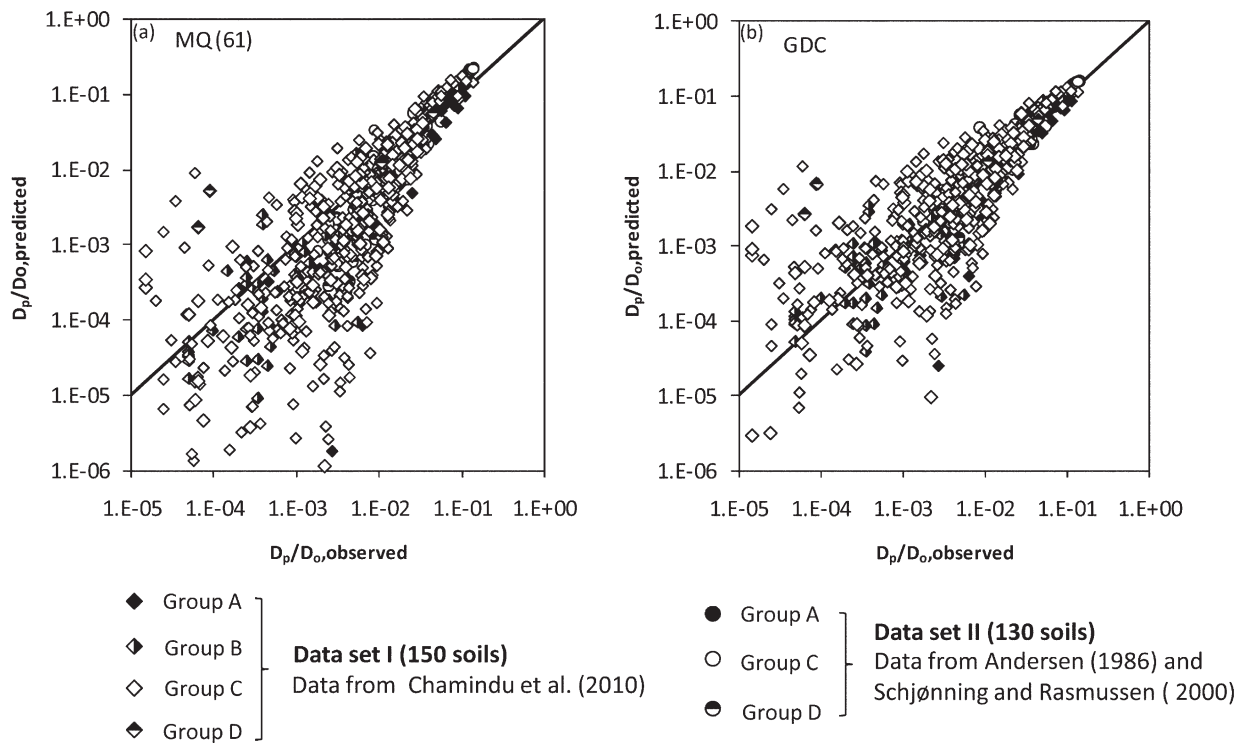 (a) MQ (61)
1.E+00
1.E-01
1.E-02
1.E-03
1.E-04
1.E-05
1.E-06
Dp/Do,predicted
1.E-05 1.E-04 1.E-03 1.E-02 1.E-01 1.E+00
Dp/Do,observed
(b) GDC
1.E+00
1.E-01
1.E-02
1.E-03
1.E-04
1.E-05
1.E-06
Dp/Do,predicted
1.E-05 1.E-04 1.E-03 1.E-02 1.E-01 1.E+00
Dp/Do,observed
Group A
Group B
Group C
Group D
Data set I (150 soils)
Data from Chamindu et al. (2010)
Group A
Group C
Group D
Data set II (130 soils)
Data from Andersen (1986) and
Schjønning and Rasmussen ( 2000)